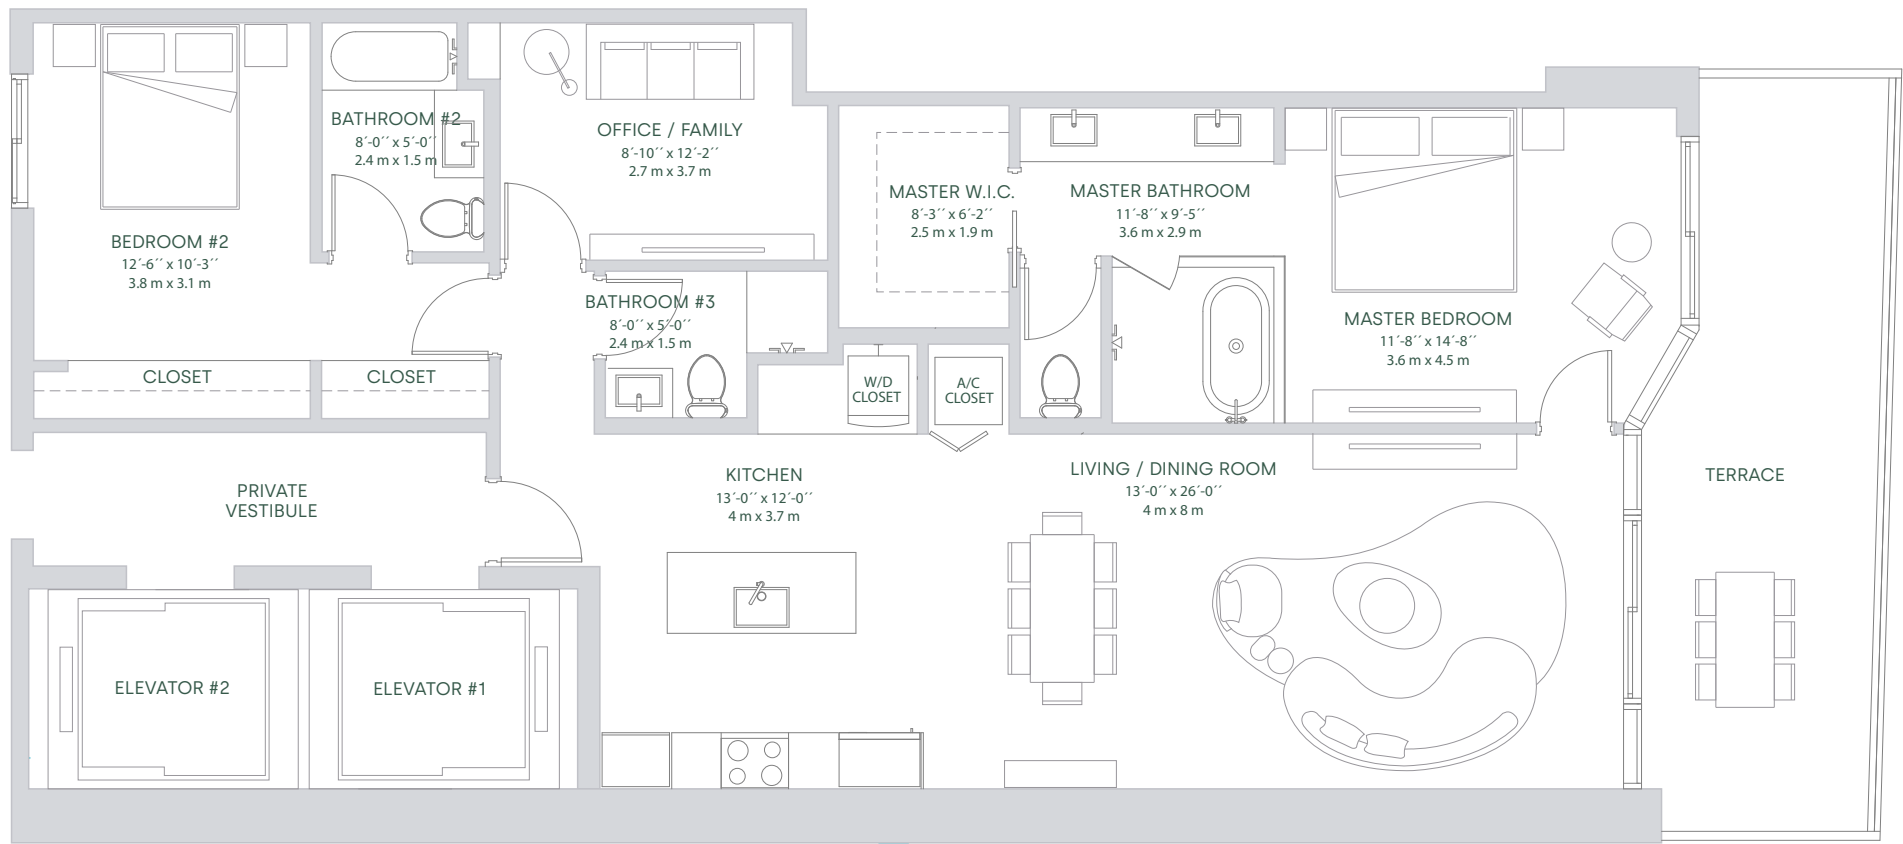 BATHROOM #2
8´-0´´ x 5´-0´´
2.4 m x 1.5 m
OFFICE / FAMILY
8´-10´´ x 12´-2´´
2.7 m x 3.7 m
MASTER W.I.C.
8´-3´´ x 6´-2´´
2.5 m x 1.9 m
MASTER BATHROOM
11´-8´´ x 9´-5´´
3.6 m x 2.9 m
BEDROOM #2
12´-6´´ x 10´-3´´
3.8 m x 3.1 m
BATHROOM #3
8´-0´´ x 5´-0´´
2.4 m x 1.5 m
MASTER BEDROOM
11´-8´´ x 14´-8´´
3.6 m x 4.5 m
CLOSET
CLOSET
W/D
CLOSET
A/C
CLOSET
KITCHEN
13´-0´´ x 12´-0´´
4 m x 3.7 m
LIVING / DINING ROOM
13´-0´´ x 26´-0´´
4 m x 8 m
TERRACE
PRIVATE
VESTIBULE
ELEVATOR #2
ELEVATOR #1